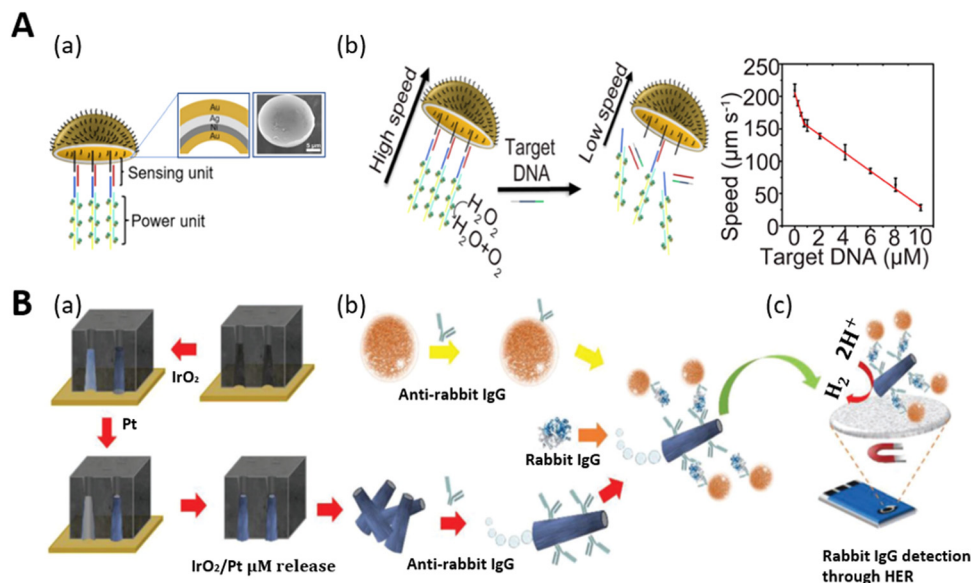 A
(a)
Au
Ag
Ni
Au
5 μm
Sensing unit
Power unit
(b)
High speed
H₂O₂
H₂O+O₂
Target
DNA
Low speed
Speed (μm s⁻¹)
250
200
150
100
50
0
0 2 4 6 8 10
Target DNA (μM)
B
(a)
IrO₂
Pt
IrO₂/Pt μM release
(b)
Anti-rabbit IgG
Rabbit IgG
Anti-rabbit IgG
(c)
2H⁺
H₂
Rabbit IgG detection
through HER